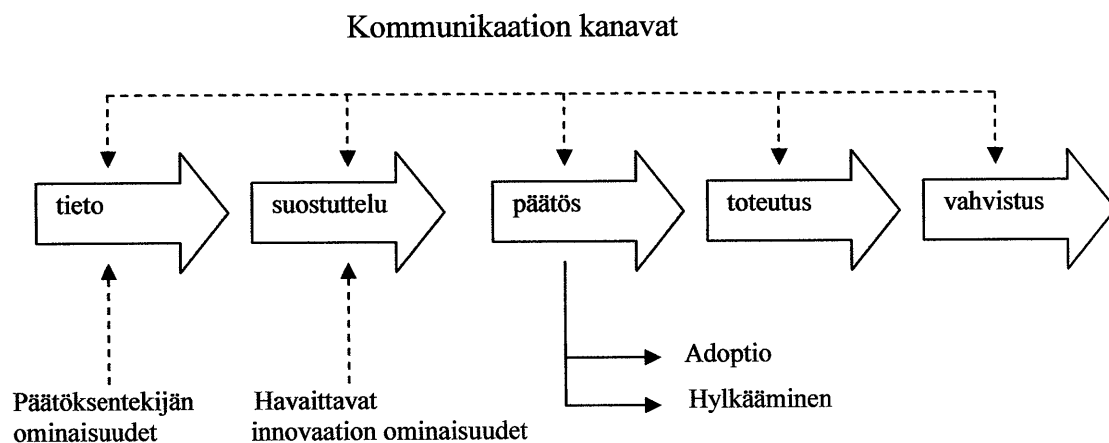 Kommunikaation kanavat
tieto
suostuttelu
päätös
toteutus
vahvistus
Adoptio
Hylkääminen
Päätöksentekijän
ominaisuudet
Havaittavat
innovaation ominaisuudet